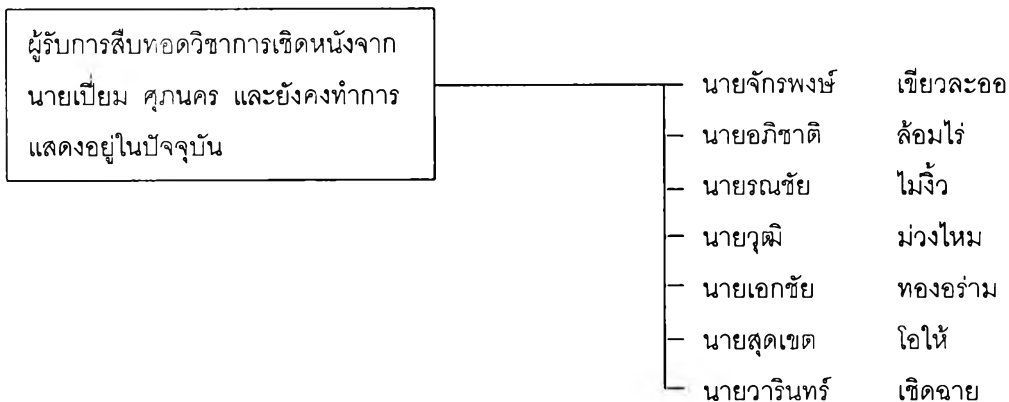 ผู้รับการสืบทอดวิชาการเชิดหนังจาก
นายเปี่ยม ศุภนคร และยังคงทำการ
แสดงอยู่ในปัจจุบัน
นายจักรพงษ์ เขียวละออ
นายอภิชาติ ล้อมไร่
นายรณชัย ไม่งิ้ว
นายวุฒิ ม่วงไหม
นายเอกชัย ทองอร่าม
นายสุดเขต โอให้
นายวารินทร์ เชิดฉาย